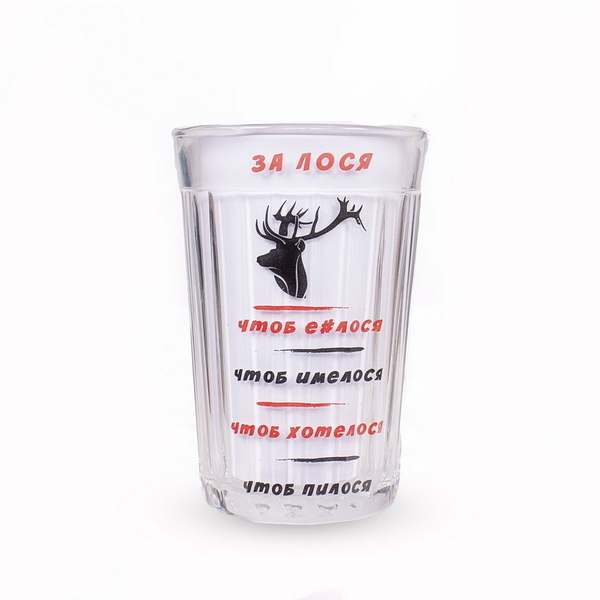 ЗА ЛОСЯ
чтоб е#лося
чтоб имелося
чтоб хотелося
чтоб пилося